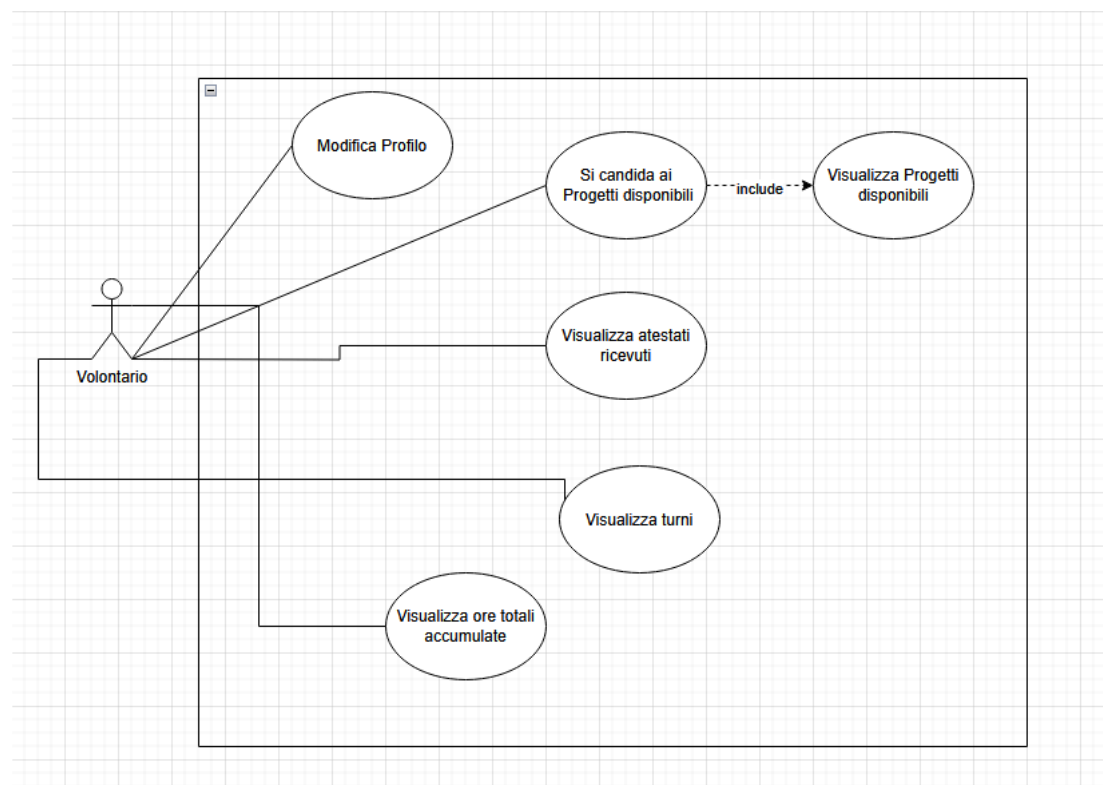 Modifica Profilo
Si candida ai
Progetti disponibili
include
Visualizza Progetti
disponibili
Visualizza atestati
ricevuti
Volontario
Visualizza turni
Visualizza ore totali
accumulate